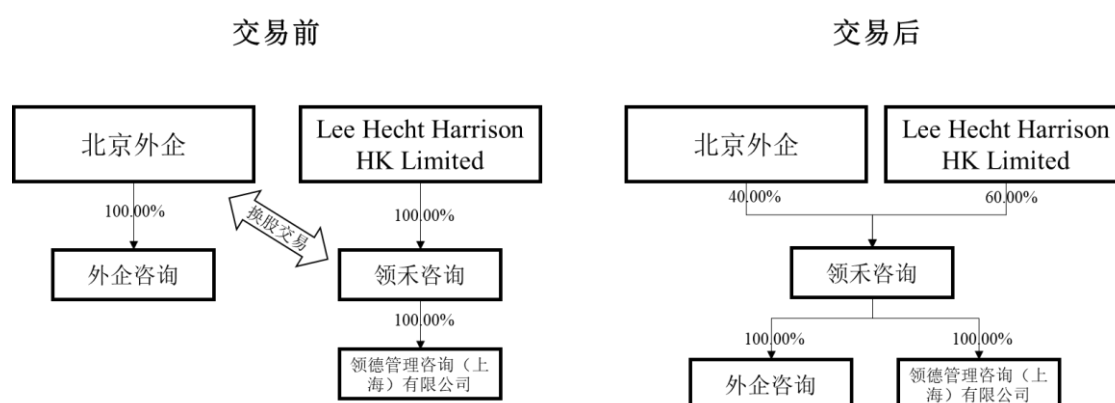 交易前
交易后
北京外企
Lee Hecht Harrison
HK Limited
北京外企
Lee Hecht Harrison
HK Limited
100.00%
换股交易
100.00%
40.00%
60.00%
外企咨询
领禾咨询
领禾咨询
100.00%
100.00%
100.00%
领德管理咨询（上
海）有限公司
外企咨询
领德管理咨询（上
海）有限公司